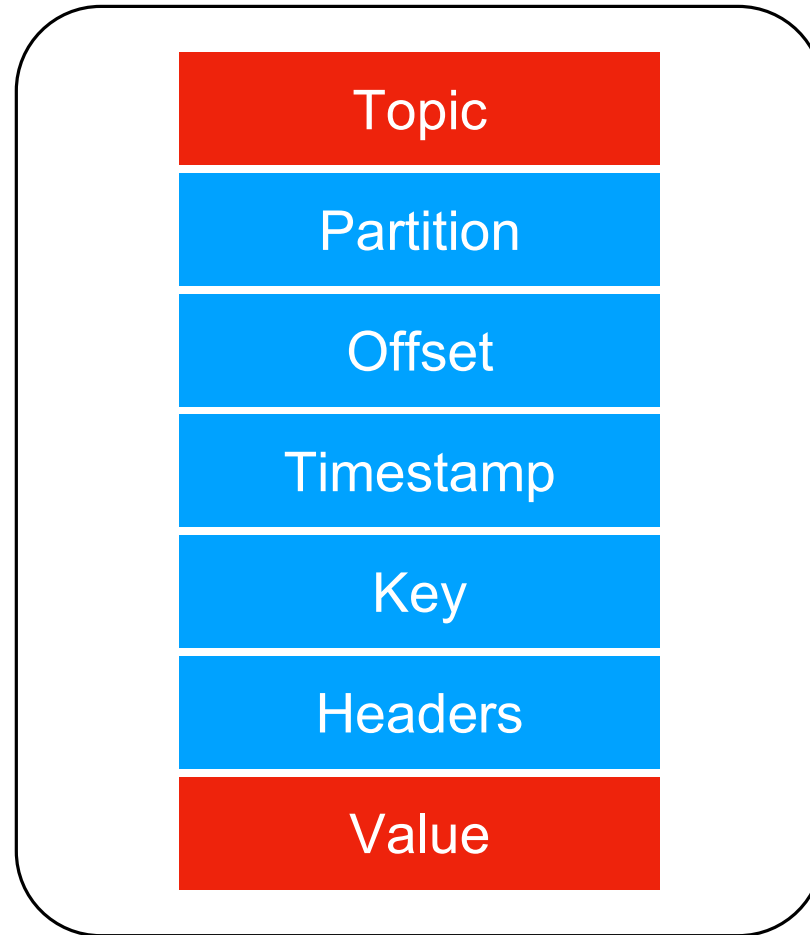 Topic
Partition
Offset
Timestamp
Key
Headers
Value